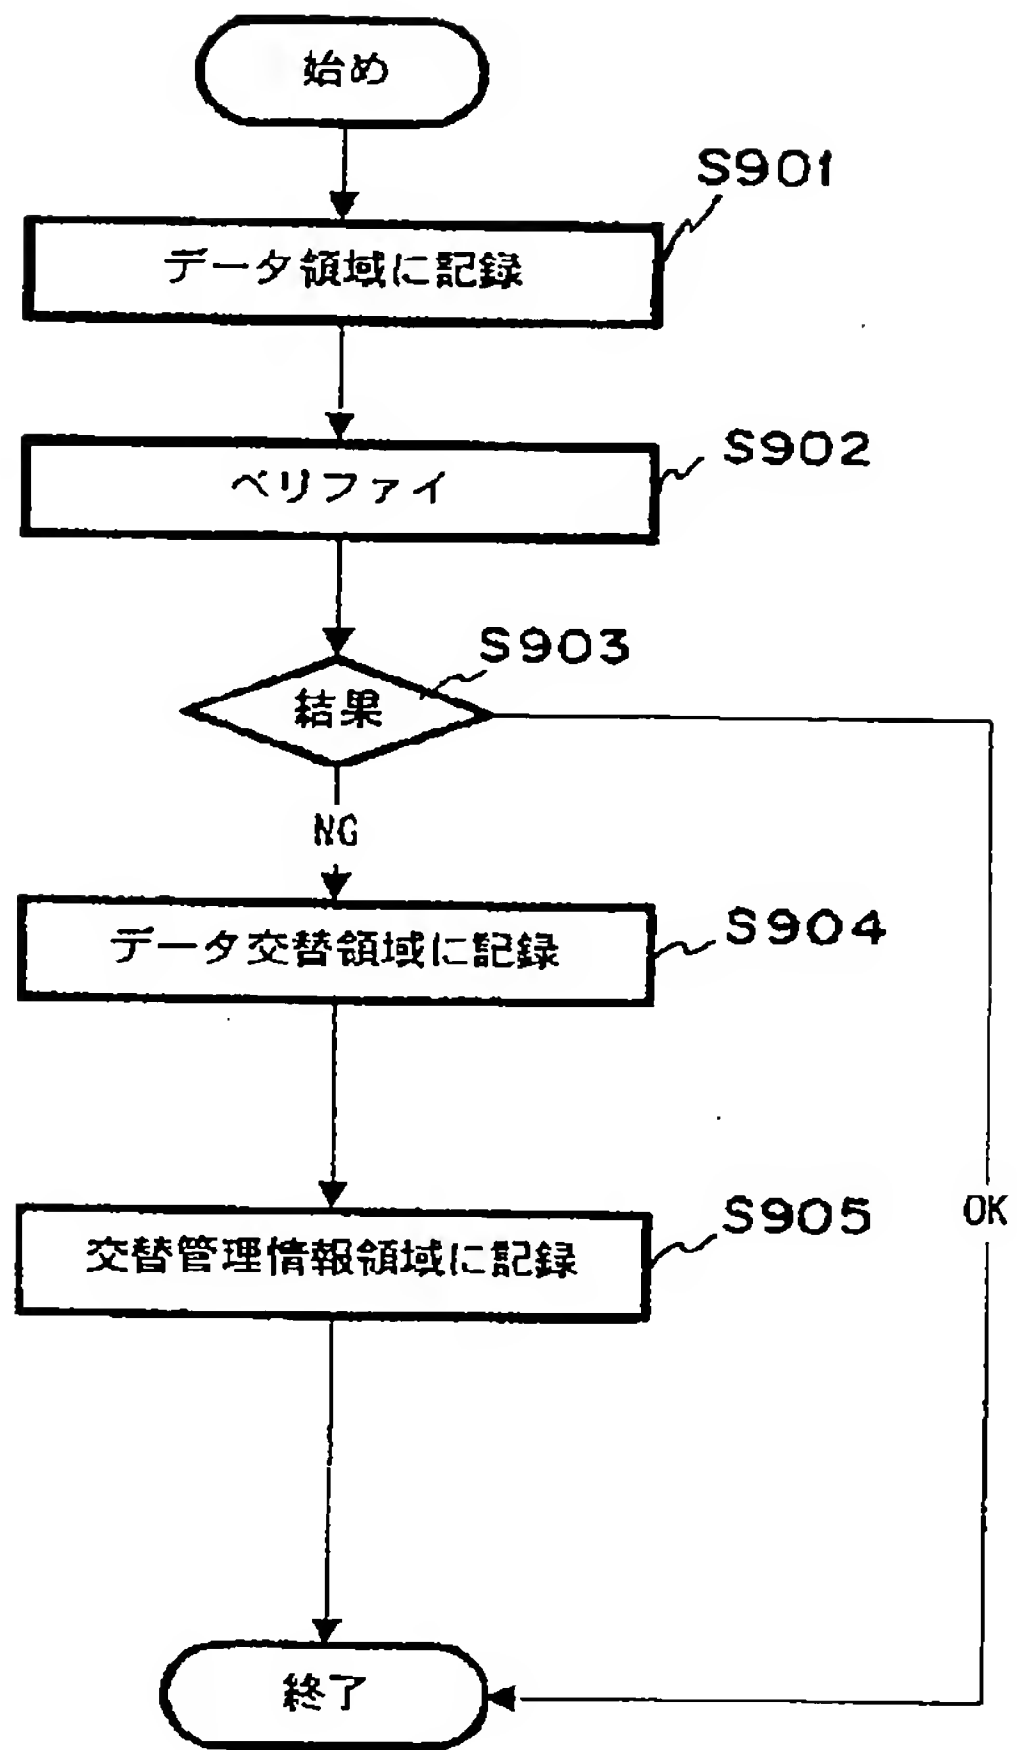 始め
S901
データ領域に記録
S902
ベリファイ
S903
結果
NG
S904
データ交替領域に記録
S905
交替管理情報領域に記録
OK
終了